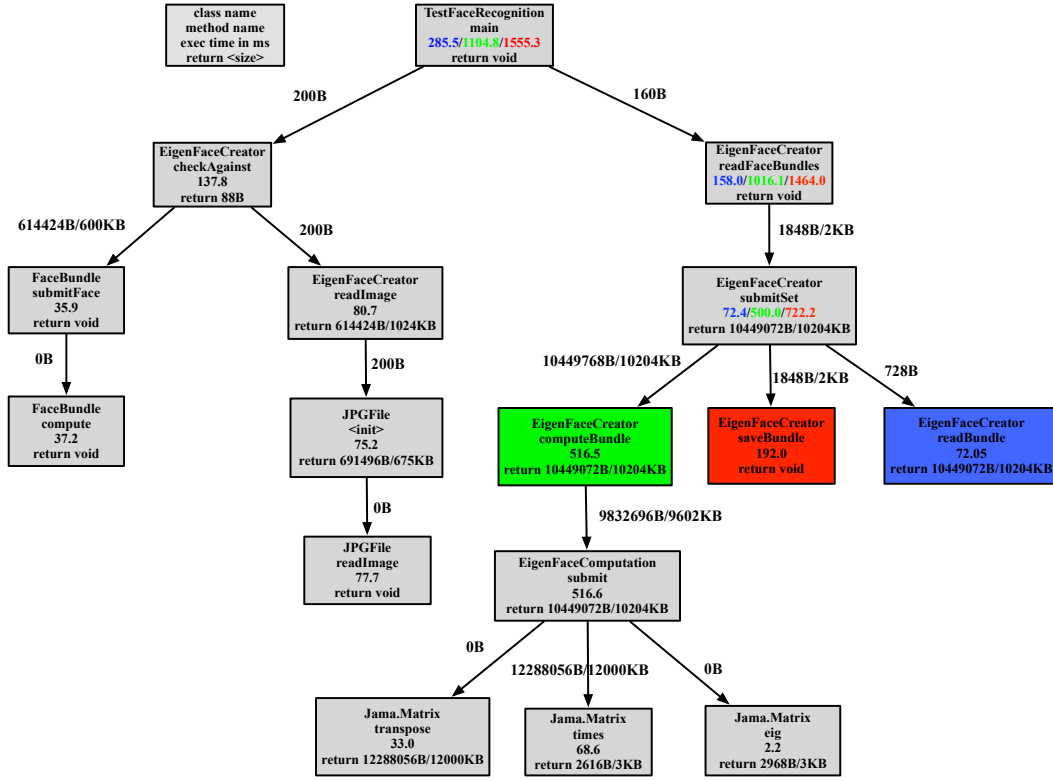 class name
method name
exec time in ms
return <size>
TestFaceRecognition
main
285.5/1104.8/1555.3
return void
200B
160B
EigenFaceCreator
checkAgainst
137.8
return 88B
EigenFaceCreator
readFaceBundles
158.0/1016.1/1464.0
return void
614424B/600KB
200B
1848B/2KB
FaceBundle
submitFace
35.9
return void
EigenFaceCreator
readImage
80.7
return 614424B/1024KB
EigenFaceCreator
submitSet
72.4/500.0/722.2
return 10449072B/10204KB
0B
200B
10449768B/10204KB
1848B/2KB
728B
FaceBundle
compute
37.2
return void
JPGFile
<init>
75.2
return 691496B/675KB
EigenFaceCreator
computeBundle
516.5
return 10449072B/10204KB
EigenFaceCreator
saveBundle
192.0
return void
EigenFaceCreator
readBundle
72.05
return 10449072B/10204KB
0B
9832696B/9602KB
JPGFile
readImage
77.7
return void
EigenFaceComputation
submit
516.6
return 10449072B/10204KB
0B
12288056B/12000KB
0B
Jama.Matrix
transpose
33.0
return 12288056B/12000KB
Jama.Matrix
times
68.6
return 2616B/3KB
Jama.Matrix
eig
2.2
return 2968B/3KB